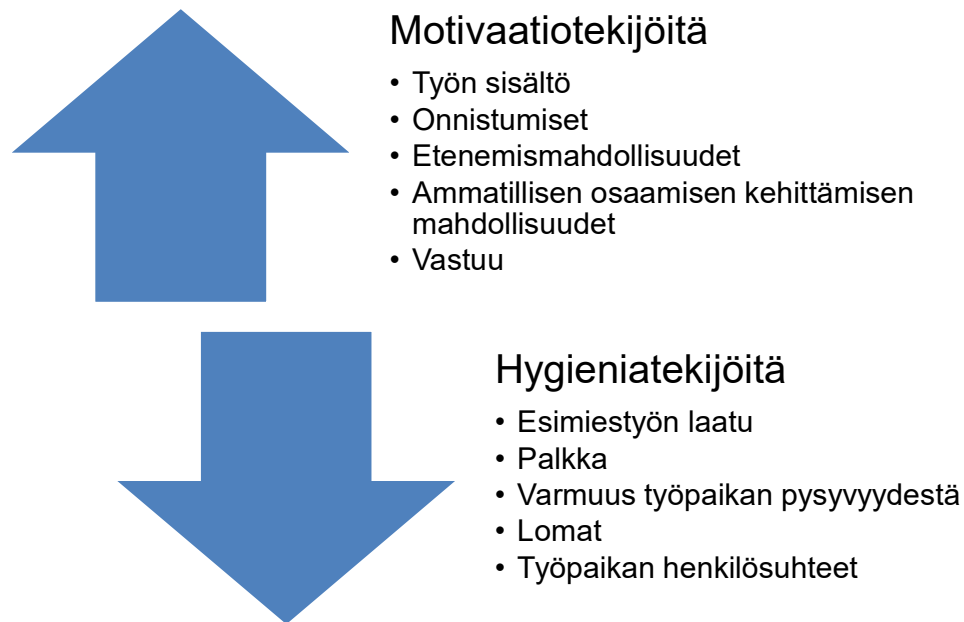 Motivaatiotekijöitä
• Työn sisältö
• Onnistumiset
• Etenemismahdollisuudet
• Ammatillisen osaamisen kehittämisen
mahdollisuudet
• Vastuu
Hygieniatekijöitä
• Esimiestyön laatu
• Palkka
• Varmuus työpaikan pysyvyydestä
• Lomat
• Työpaikan henkilösuhteet